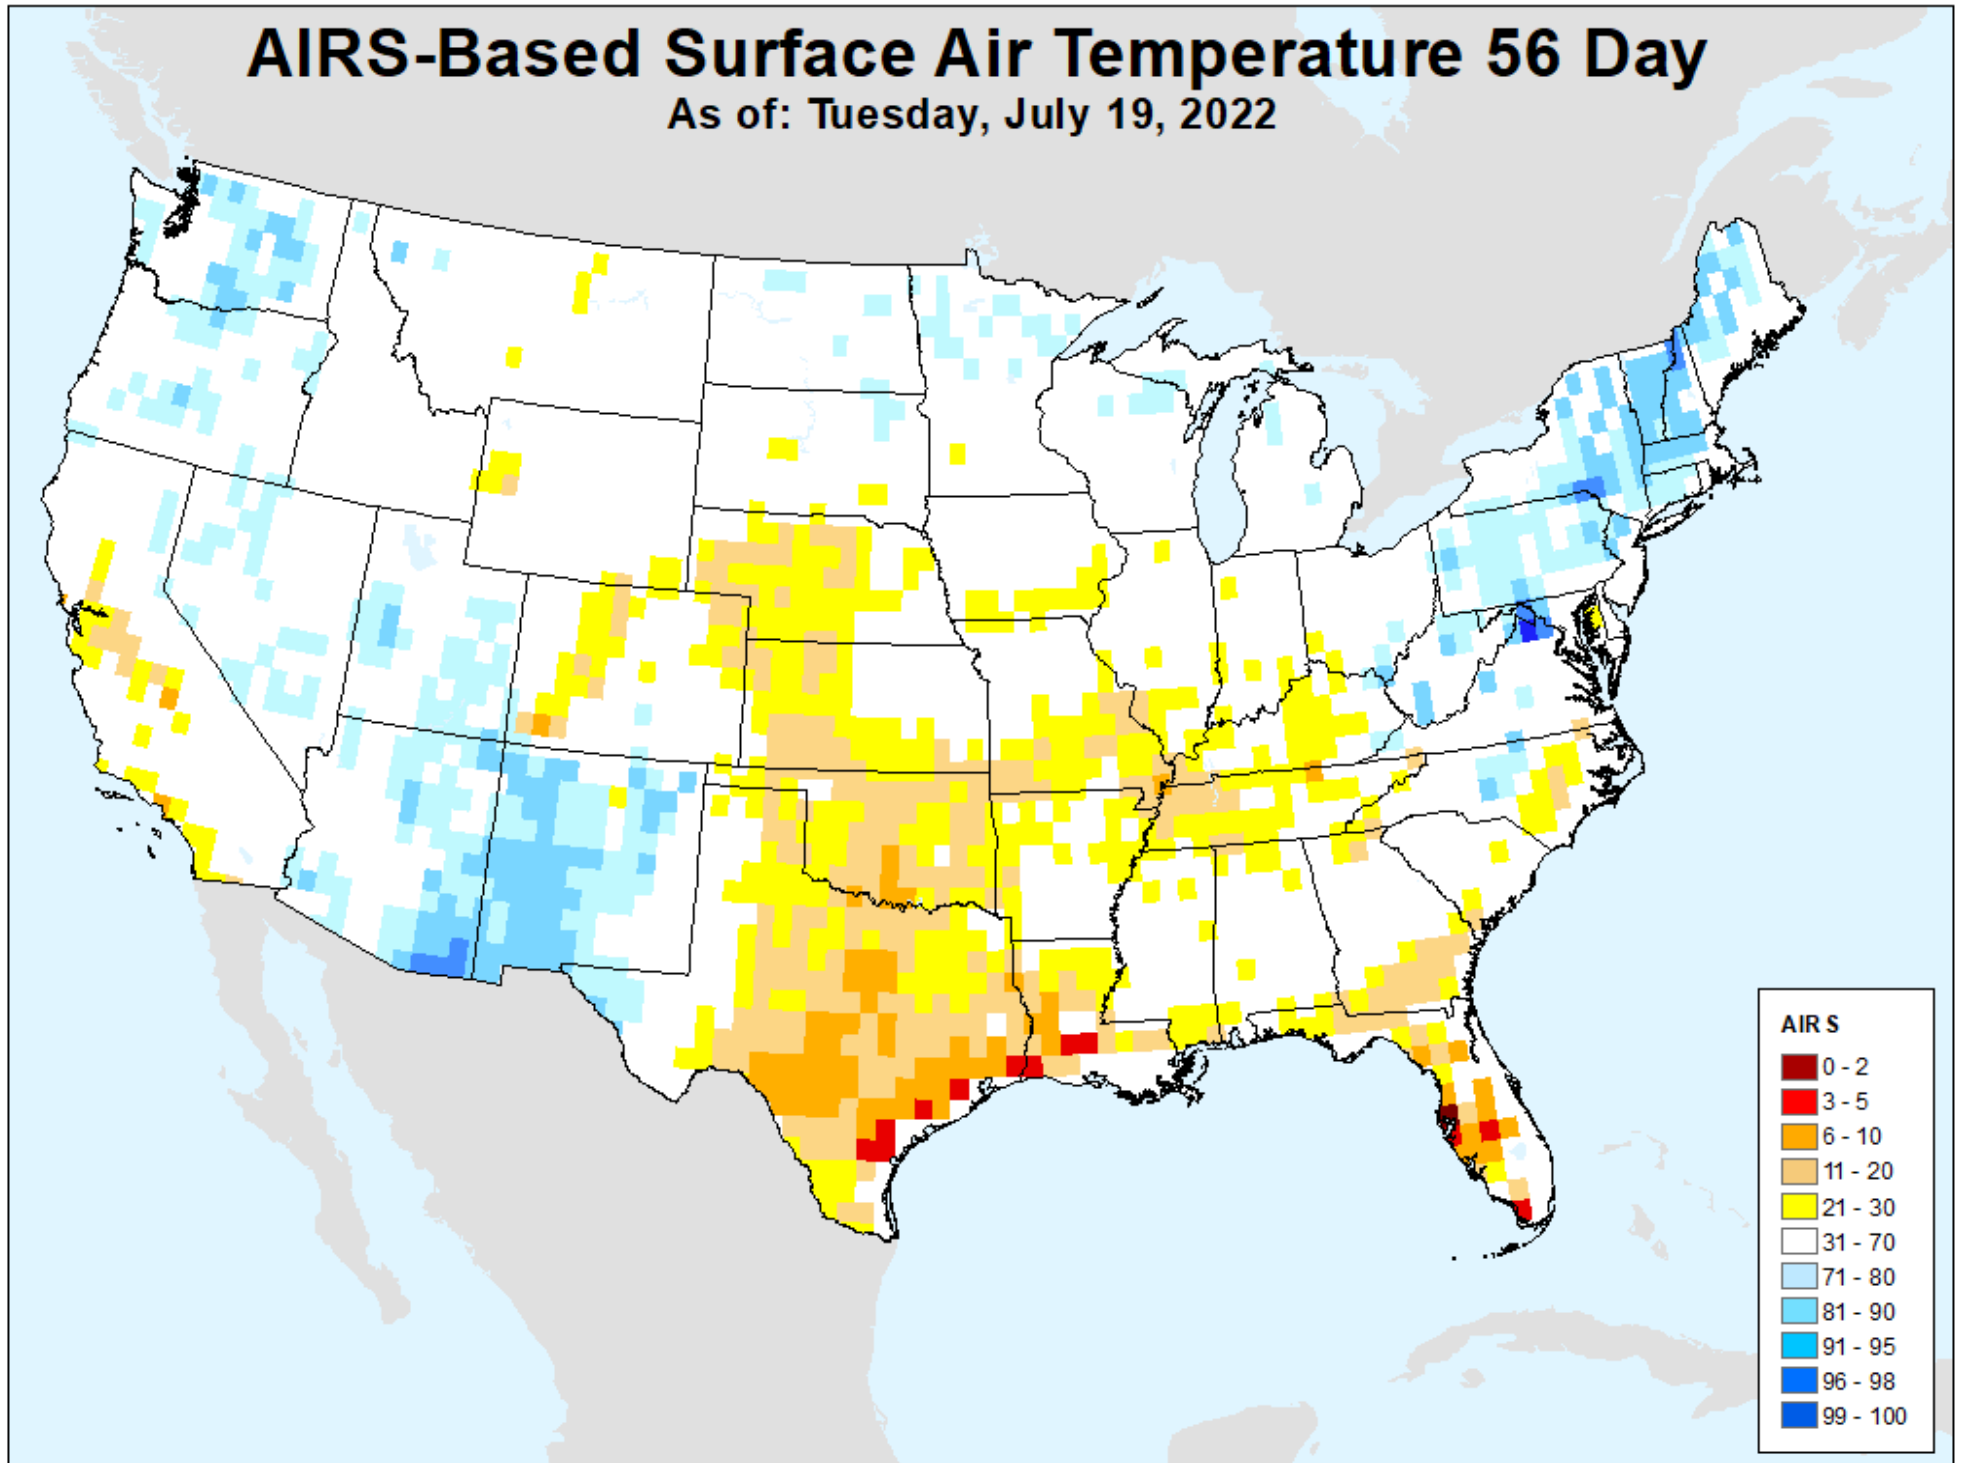 AIRS-Based Surface Air Temperature 56 Day
As of: Tuesday, July 19, 2022
AIRS
0 - 2
3 - 5
6 - 10
11 - 20
21 - 30
31 - 70
71 - 80
81 - 90
91 - 95
96 - 98
99 - 100